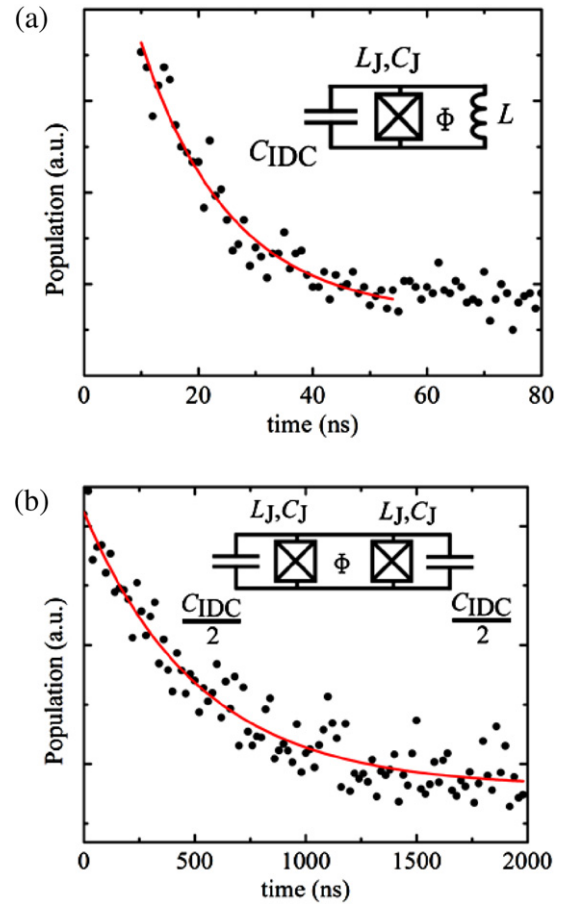 (a)
Population (a.u.)
L_J,C_J
C_IDC
Φ
L
0 20 40 60 80
time (ns)
(b)
Population (a.u.)
L_J,C_J L_J,C_J
Φ
C_IDC
2
C_IDC
2
0 500 1000 1500 2000
time (ns)